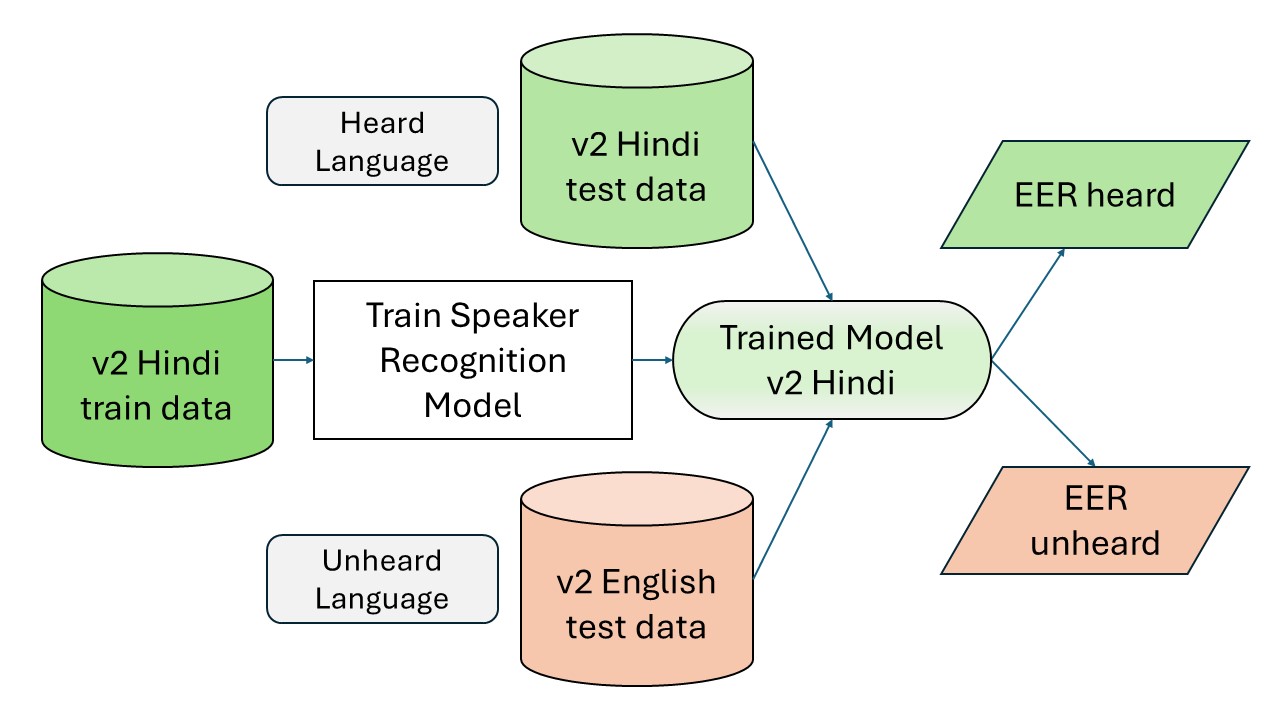 Heard
Language
v2 Hindi
test data
EER heard
v2 Hindi
train data
Train Speaker
Recognition
Model
Trained Model
v2 Hindi
Unheard
Language
v2 English
test data
EER
unheard